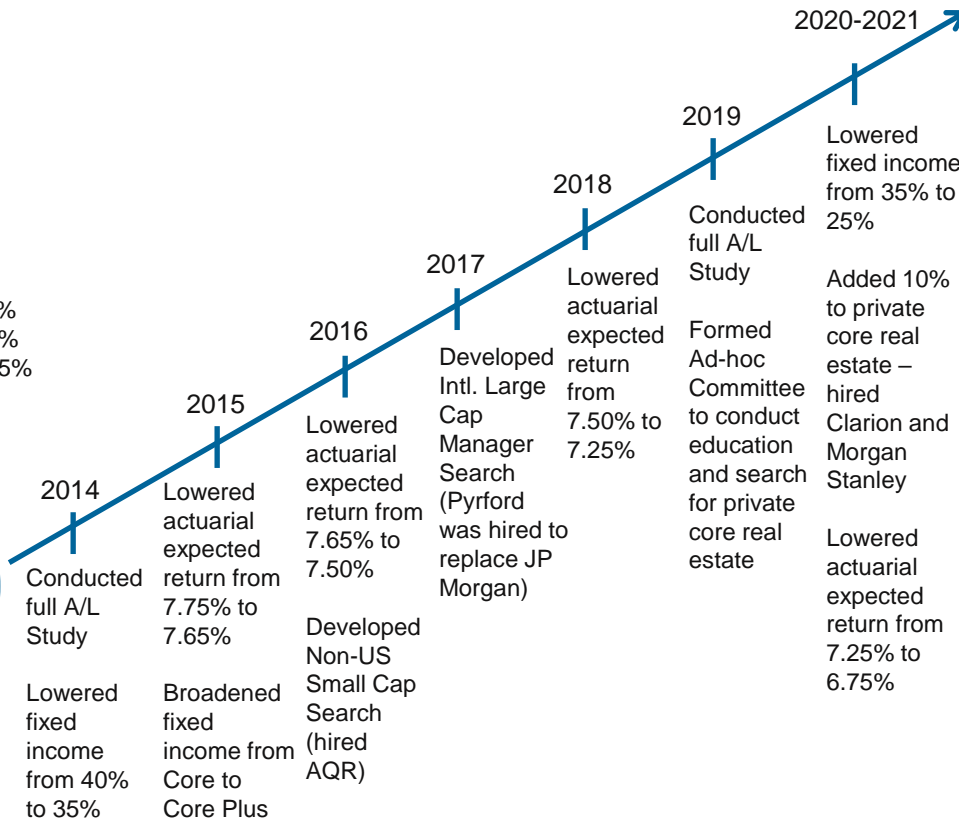 %
%
5%
2014
Conducted
full A/L
Study
Lowered
fixed
income
from 40%
to 35%
2015
Lowered
actuarial
expected
return from
7.75% to
7.65%
Broadened
fixed
income from
Core to
Core Plus
2016
Lowered
actuarial
expected
return from
7.65% to
7.50%
Developed
Non-US
Small Cap
Search
(hired
AQR)
2017
Developed
Intl. Large
Cap
Manager
Search
(Pyrford
was hired to
replace JP
Morgan)
2018
Lowered
actuarial
expected
return
from
7.50% to
7.25%
2019
Conducted
full A/L
Study
Formed
Ad-hoc
Committee
to conduct
education
and search
for private
core real
estate
2020-2021
Lowered
fixed income
from 35% to
25%
Added 10%
to private
core real
estate –
hired
Clarion and
Morgan
Stanley
Lowered
actuarial
expected
return from
7.25% to
6.75%